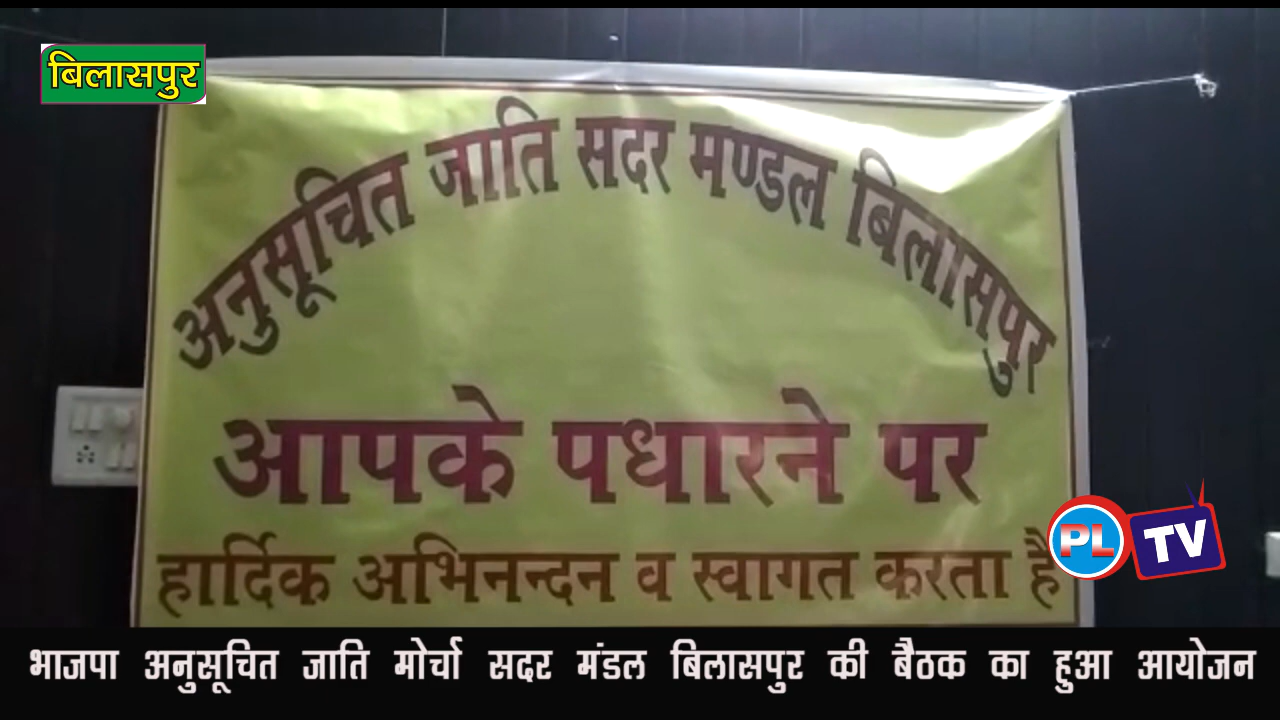 बिलासपुर
अनुसूचित जाति सदर मण्डल बिलासपुर
आपके पधारने पर
हार्दिक अभिनन्दन व स्वागत करता है
PL TV
भाजपा अनुसूचित जाति मोर्चा सदर मंडल बिलासपुर की बैठक का हुआ आयोजन